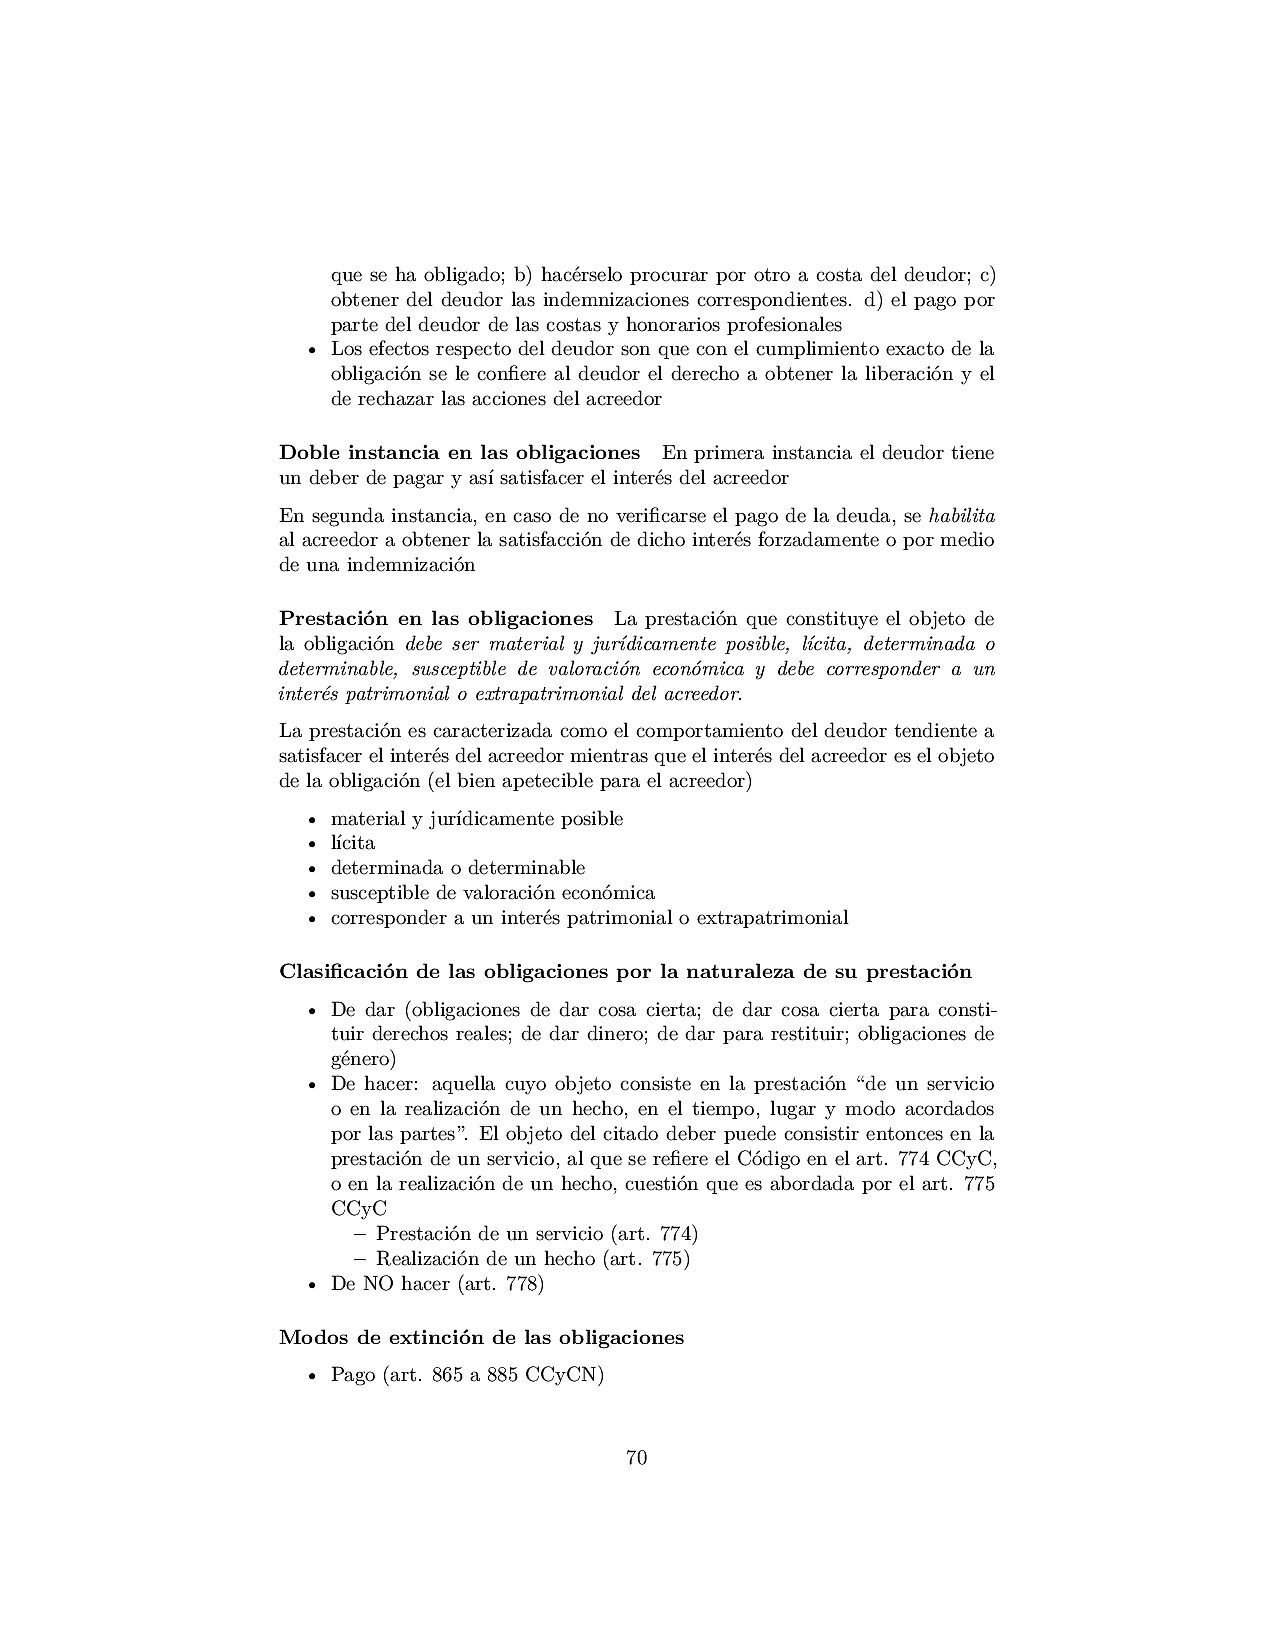 que se ha obligado; b) hacérselo procurar por otro a costa del deudor; c)
obtener del deudor las indemnizaciones correspondientes. d) el pago por
parte del deudor de las costas y honorarios profesionales
• Los efectos respecto del deudor son que con el cumplimiento exacto de la
obligación se le confiere al deudor el derecho a obtener la liberación y el
de rechazar las acciones del acreedor
Doble instancia en las obligaciones En primera instancia el deudor tiene
un deber de pagar y así satisfacer el interés del acreedor
En segunda instancia, en caso de no verificarse el pago de la deuda, se habilita
al acreedor a obtener la satisfacción de dicho interés forzadamente o por medio
de una indemnización
Prestación en las obligaciones La prestación que constituye el objeto de
la obligación debe ser material y jurídicamente posible, lícita, determinada o
determinable, susceptible de valoración económica y debe corresponder a un
interés patrimonial o extrapatrimonial del acreedor.
La prestación es caracterizada como el comportamiento del deudor tendiente a
satisfacer el interés del acreedor mientras que el interés del acreedor es el objeto
de la obligación (el bien apetecible para el acreedor)
• material y jurídicamente posible
• lícita
• determinada o determinable
• susceptible de valoración económica
• corresponder a un interés patrimonial o extrapatrimonial
Clasificación de las obligaciones por la naturaleza de su prestación
• De dar (obligaciones de dar cosa cierta; de dar cosa cierta para consti-
tuir derechos reales; de dar dinero; de dar para restituir; obligaciones de
género)
• De hacer: aquella cuyo objeto consiste en la prestación “de un servicio
o en la realización de un hecho, en el tiempo, lugar y modo acordados
por las partes”. El objeto del citado deber puede consistir entonces en la
prestación de un servicio, al que se refiere el Código en el art. 774 CCyC,
o en la realización de un hecho, cuestión que es abordada por el art. 775
CCyC
– Prestación de un servicio (art. 774)
– Realización de un hecho (art. 775)
• De NO hacer (art. 778)
Modos de extinción de las obligaciones
• Pago (art. 865 a 885 CCyCN)
70